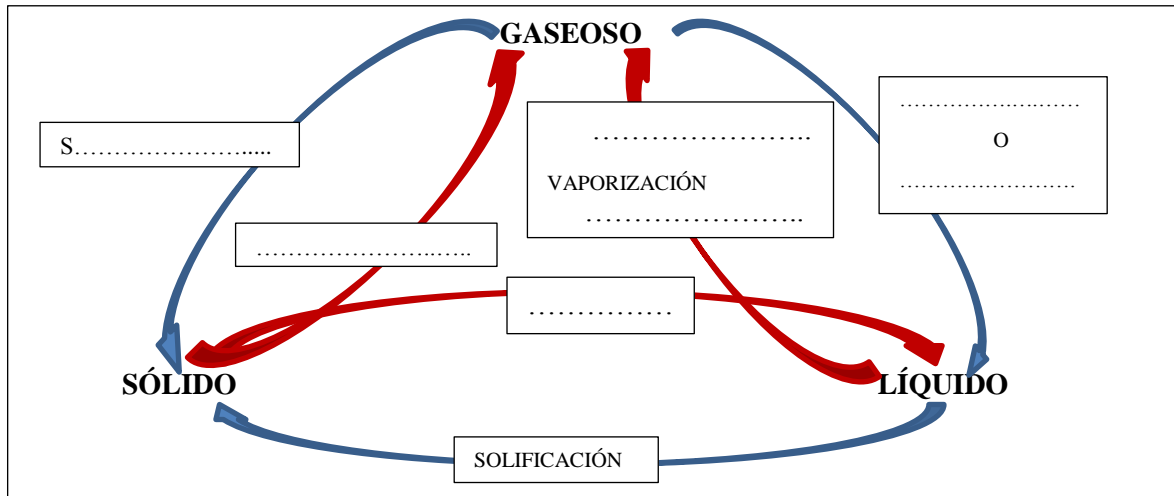 GASEOSO
………………..………
O
………………………
S…………………......
…………………….
VAPORIZACIÓN
…………………….
…………………..…..
……………
SÓLIDO
LÍQUIDO
SOLIFICACIÓN